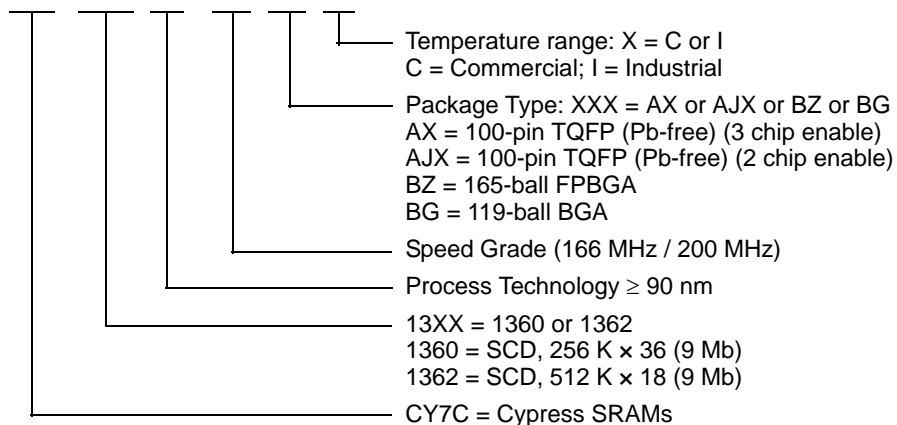 Temperature range: X = C or I
C = Commercial; I = Industrial
Package Type: XXX = AX or AJX or BZ or BG
AX = 100-pin TQFP (Pb-free) (3 chip enable)
AJX = 100-pin TQFP (Pb-free) (2 chip enable)
BZ = 165-ball FPBGA
BG = 119-ball BGA
Speed Grade (166 MHz / 200 MHz)
Process Technology ≥ 90 nm
13XX = 1360 or 1362
1360 = SCD, 256 K × 36 (9 Mb)
1362 = SCD, 512 K × 18 (9 Mb)
CY7C = Cypress SRAMs